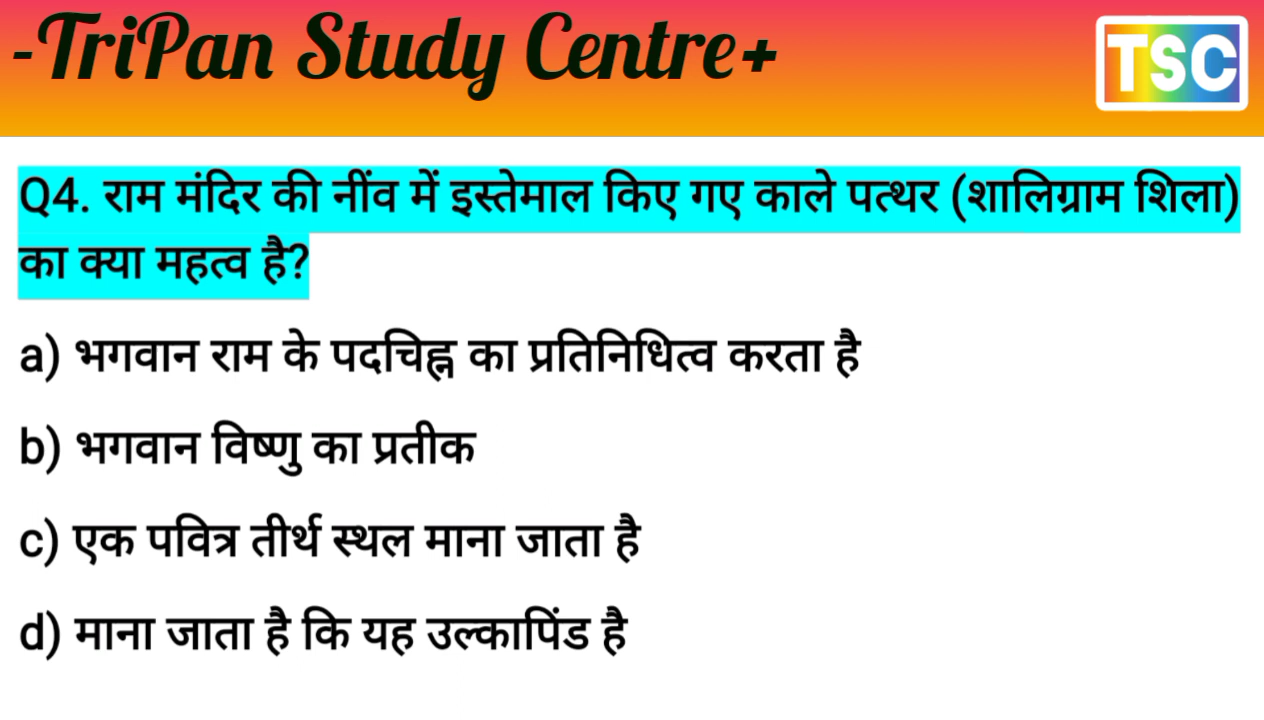 -TriPan Study Centre+
TSC
Q4. राम मंदिर की नींव में इस्तेमाल किए गए काले पत्थर (शालिग्राम शिला)
का क्या महत्व है?
a) भगवान राम के पदचिह्न का प्रतिनिधित्व करता है
b) भगवान विष्णु का प्रतीक
c) एक पवित्र तीर्थ स्थल माना जाता है
d) माना जाता है कि यह उल्कापिंड है